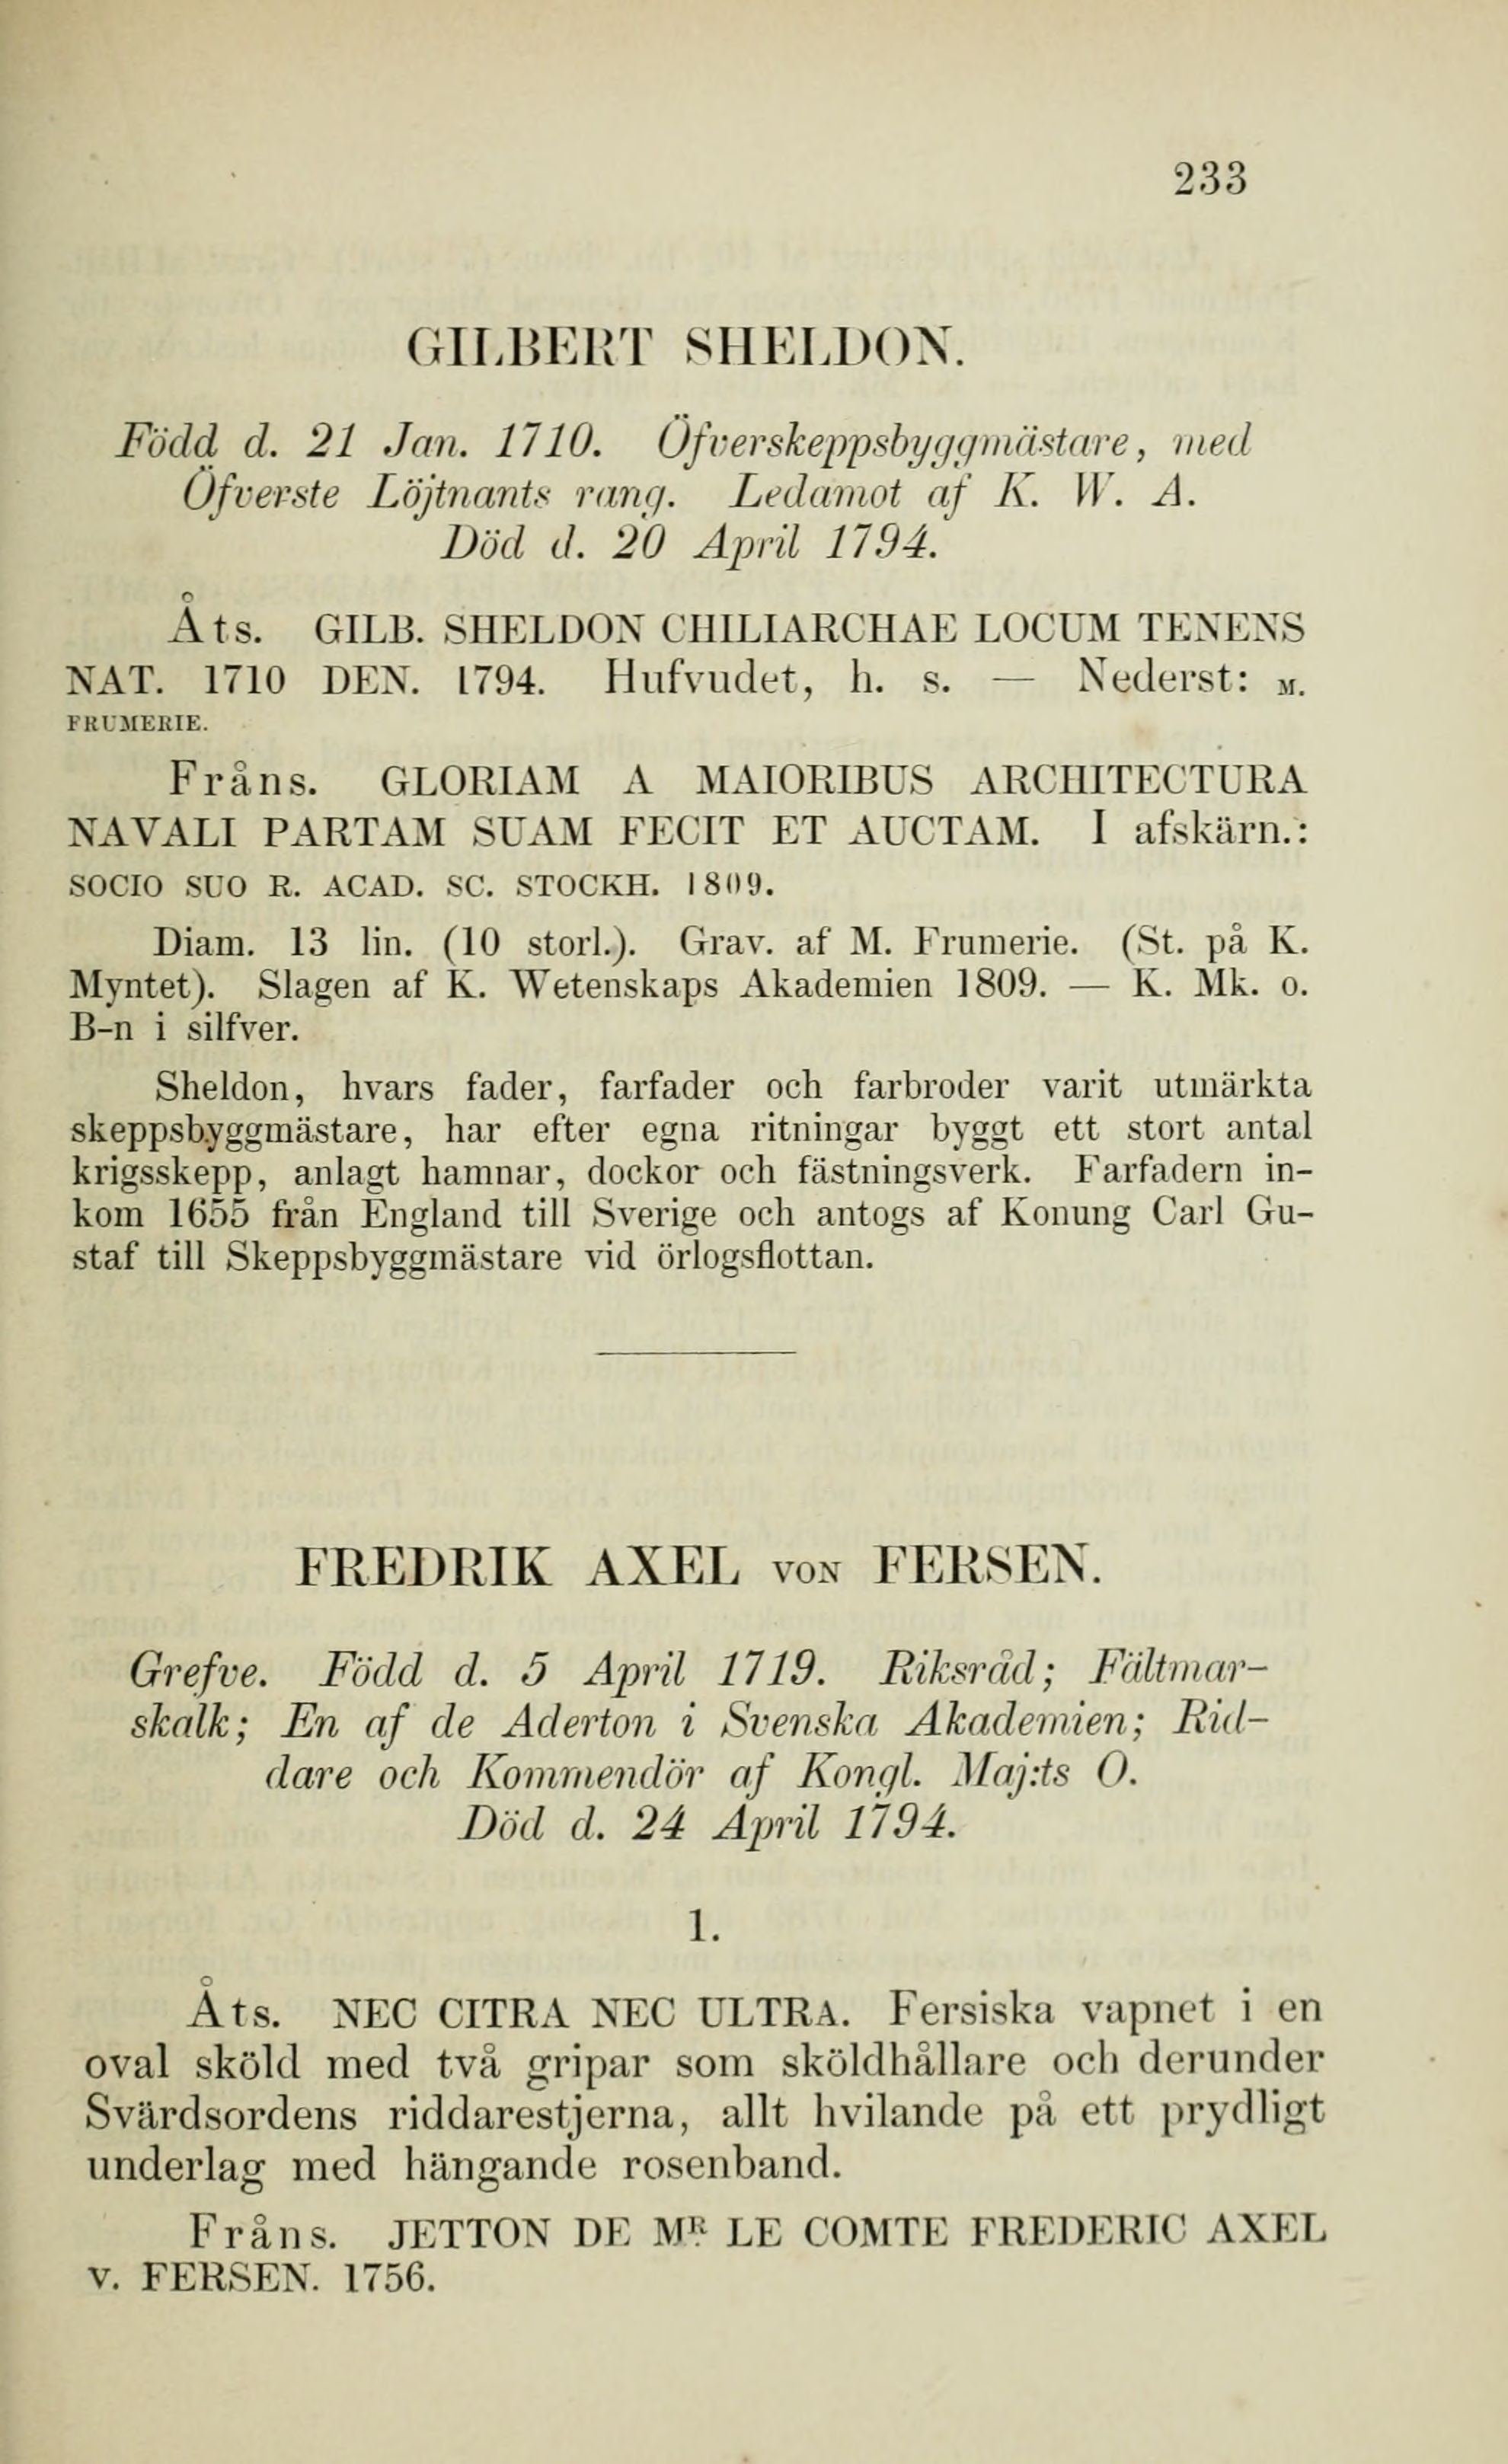 233
GILBERT SHELDON.
Född d. 21 Jan. 1710. Öfverskeppsbyggmästare, med
Öfverste Löjtnants rang. Ledamot af K. W. A.
Död d. 20 April 1794.
Åts. GILB. SHELDON CHILIARCHAE LOCUM TENENS
NAT. 1710 DEN. 1794. Hufvudet, h. s. — Nederst: M.
FRUMERIE.
Fråns. GLORIAM A MAIORIBUS ARCHITECTURA
NAVALI PARTAM SUAM FECIT ET AUCTAM. I afskärn.:
SOCIO SUO R. ACAD. SC. STOCKH. 1809.
Diam. 13 lin. (10 storl.). Grav. af M. Frumerie. (St. på K.
Myntet). Slagen af K. Wetenskaps Akademien 1809. — K. Mk. o.
B-n i silfver.
Sheldon, hvars fader, farfader och farbroder varit utmärkta
skeppsbyggmästare, har efter egna ritningar byggt ett stort antal
krigsskepp, anlagt hamnar, dockor och fästningsverk. Farfadern in-
kom 1655 från England till Sverige och antogs af Konung Carl Gu-
staf till Skeppsbyggmästare vid örlogsflottan.
FREDRIK AXEL VON FERSEN.
Grefve. Född d. 5 April 1719. Riksråd; Fältmar-
skalk; En af de Aderton i Svenska Akademien; Rid-
dare och Kommendör af Kongl. Maj:ts O.
Död d. 24 April 1794.
1.
Åts. NEC CITRA NEC ULTRA. Fersiska vapnet i en
oval sköld med två gripar som sköldhållare och derunder
Svärdsordens riddarestjerna, allt hvilande på ett prydligt
underlag med hängande rosenband.
Fråns. JETTON DE MR LE COMTE FREDERIC AXEL
V. FERSEN. 1756.